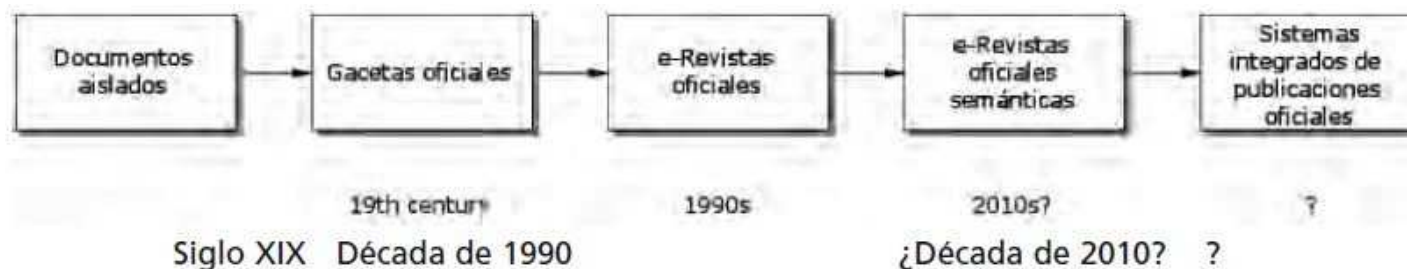 Documentos
aislados
Gacetas oficiales
e-Revistas
oficiales
e-Revistas
oficiales
semánticas
Sistemas
integrados de
publicaciones
oficiales
19th century
1990s
2010s?
?
Siglo XIX Década de 1990 ¿Década de 2010? ?